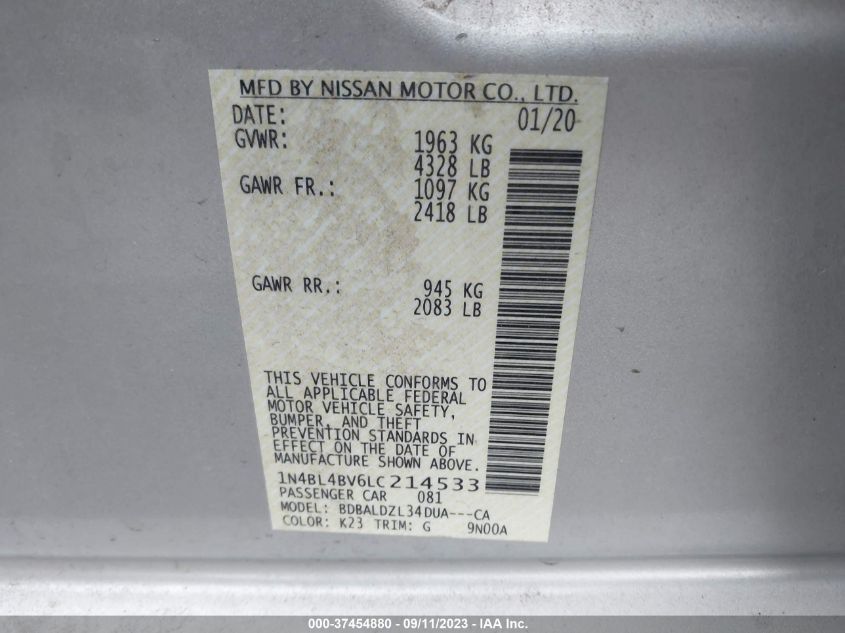 MFD BY NISSAN MOTOR CO., LTD.
DATE: 01/20
GVWR: 1963 KG
4328 LB
GAWR FR.: 1097 KG
2418 LB
GAWR RR.: 945 KG
2083 LB
THIS VEHICLE CONFORMS TO
ALL APPLICABLE FEDERAL
MOTOR VEHICLE SAFETY,
BUMPER, AND THEFT
PREVENTION STANDARDS IN
EFFECT ON THE DATE OF
MANUFACTURE SHOWN ABOVE.
1N4BL4BV6LC214533
PASSENGER CAR 081
MODEL: BDBALDZL34DUA---CA
COLOR: K23 TRIM: G 9N00A
000-37454880 - 09/11/2023 - IAA Inc.